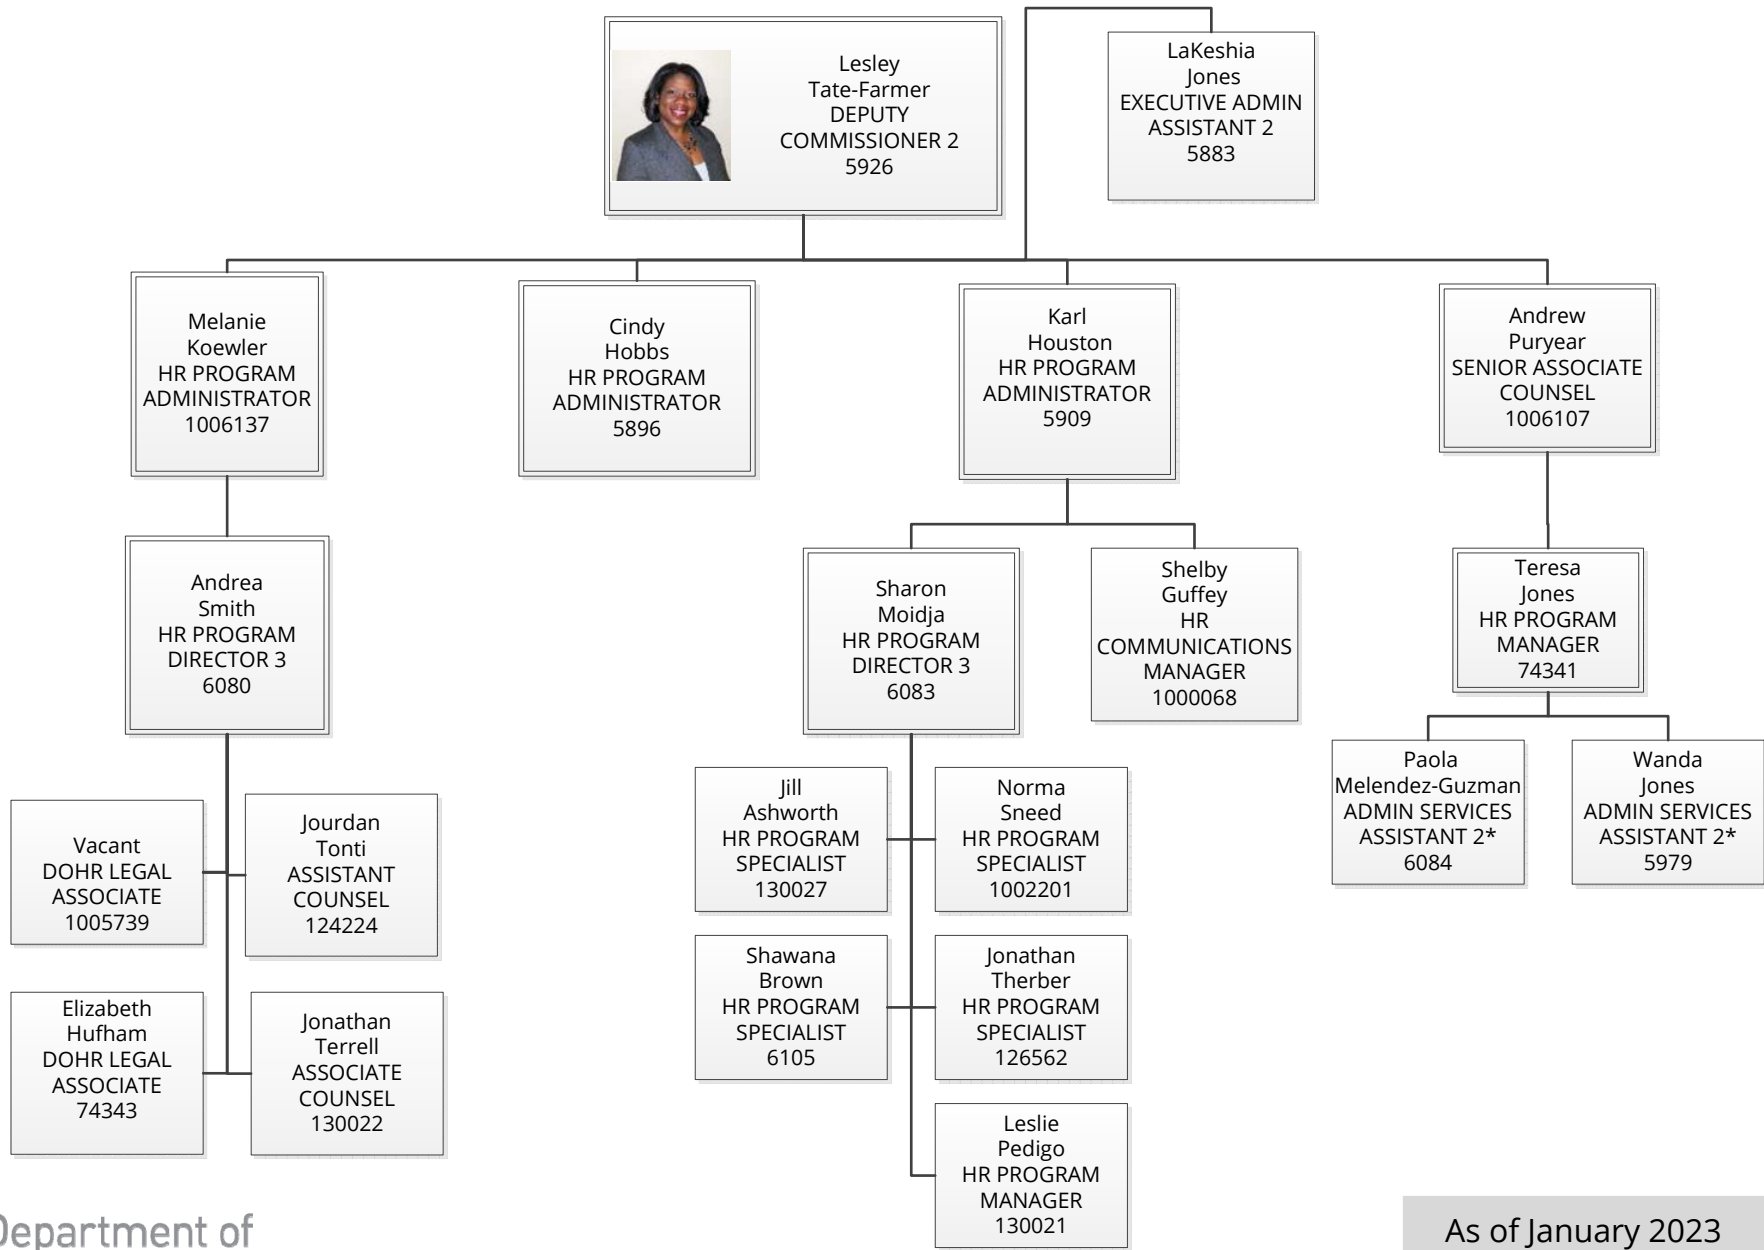 Lesley
Tate-Farmer
DEPUTY
COMMISSIONER 2
5926
LaKeshia
Jones
EXECUTIVE ADMIN
ASSISTANT 2
5883
Melanie
Koewler
HR PROGRAM
ADMINISTRATOR
1006137
Cindy
Hobbs
HR PROGRAM
ADMINISTRATOR
5896
Karl
Houston
HR PROGRAM
ADMINISTRATOR
5909
Andrew
Puryear
SENIOR ASSOCIATE
COUNSEL
1006107
Andrea
Smith
HR PROGRAM
DIRECTOR 3
6080
Sharon
Moidja
HR PROGRAM
DIRECTOR 3
6083
Shelby
Guffey
HR
COMMUNICATIONS
MANAGER
1000068
Teresa
Jones
HR PROGRAM
MANAGER
74341
Vacant
DOHR LEGAL
ASSOCIATE
1005739
Jourdan
Tonti
ASSISTANT
COUNSEL
124224
Jill
Ashworth
HR PROGRAM
SPECIALIST
130027
Norma
Sneed
HR PROGRAM
SPECIALIST
1002201
Paola
Melendez-Guzman
ADMIN SERVICES
ASSISTANT 2*
6084
Wanda
Jones
ADMIN SERVICES
ASSISTANT 2*
5979
Elizabeth
Hufham
DOHR LEGAL
ASSOCIATE
74343
Jonathan
Terrell
ASSOCIATE
COUNSEL
130022
Shawana
Brown
HR PROGRAM
SPECIALIST
6105
Jonathan
Therber
HR PROGRAM
SPECIALIST
126562
Leslie
Pedigo
HR PROGRAM
MANAGER
130021
Department of
As of January 2023